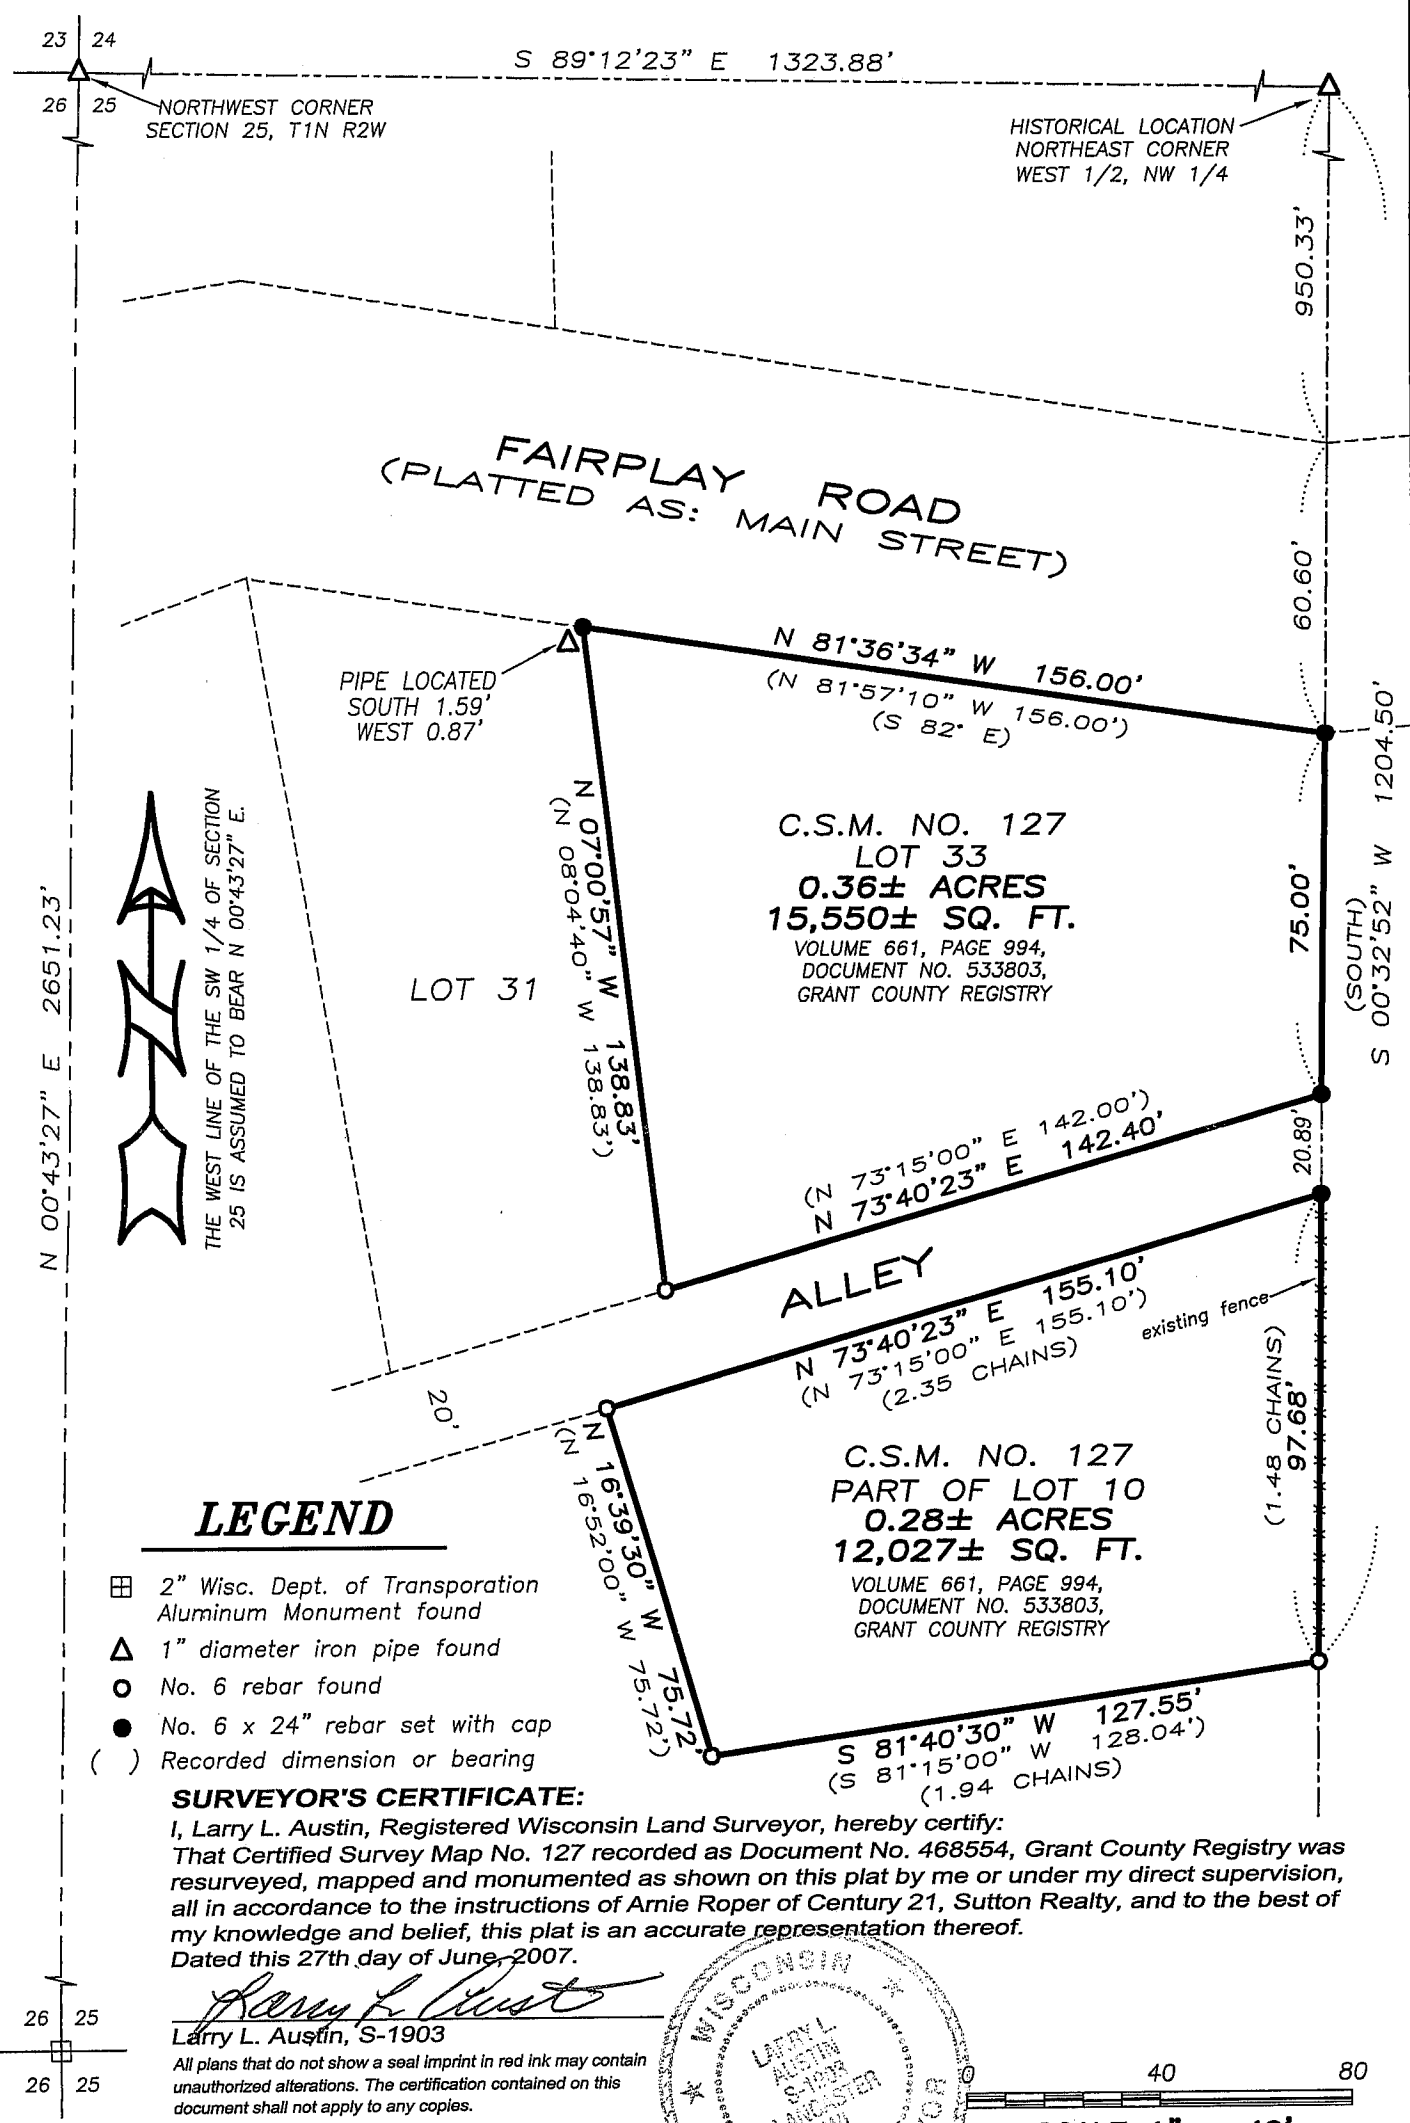 23 24
S 89°12'23" E 1323.88'
26 25
NORTHWEST CORNER
SECTION 25, T1N R2W
HISTORICAL LOCATION
NORTHEAST CORNER
WEST 1/2, NW 1/4
950.33'
FAIRPLAY ROAD
(PLATTED AS: MAIN STREET)
60.60'
N 81°36'34" W 156.00'
(N 81°57'10" W 156.00')
(S 82° E)
PIPE LOCATED
SOUTH 1.59'
WEST 0.87'
N 07°00'57" W 138.83'
(N 08°04'40" W 138.83')
C.S.M. NO. 127
LOT 33
0.36± ACRES
15,550± SQ. FT.
VOLUME 661, PAGE 994,
DOCUMENT NO. 533803,
GRANT COUNTY REGISTRY
75.00'
(SOUTH)
S 00°32'52" W 1204.50'
LOT 31
N 00°43'27" E 2651.23'
THE WEST LINE OF THE SW 1/4 OF SECTION
25 IS ASSUMED TO BEAR N 00°43'27" E.
N
(N 73°15'00" E 142.00')
N 73°40'23" E 142.40'
20.89'
ALLEY
N 73°40'23" E 155.10'
(N 73°15'00" E 155.10')
(2.35 CHAINS)
existing fence
20'
(1.48 CHAINS)
97.68'
N 16°39'30" W 75.72'
(N 16°52'00" W 75.72')
C.S.M. NO. 127
PART OF LOT 10
0.28± ACRES
12,027± SQ. FT.
VOLUME 661, PAGE 994,
DOCUMENT NO. 533803,
GRANT COUNTY REGISTRY
S 81°40'30" W 127.55'
(S 81°15'00" W 128.04')
(1.94 CHAINS)
LEGEND
2" Wisc. Dept. of Transporation
Aluminum Monument found
1" diameter iron pipe found
No. 6 rebar found
No. 6 x 24" rebar set with cap
( ) Recorded dimension or bearing
SURVEYOR'S CERTIFICATE:
I, Larry L. Austin, Registered Wisconsin Land Surveyor, hereby certify:
That Certified Survey Map No. 127 recorded as Document No. 468554, Grant County Registry was
resurveyed, mapped and monumented as shown on this plat by me or under my direct supervision,
all in accordance to the instructions of Arnie Roper of Century 21, Sutton Realty, and to the best of
my knowledge and belief, this plat is an accurate representation thereof.
Dated this 27th day of June, 2007.
Larry L. Austin
Larry L. Austin, S-1903
All plans that do not show a seal imprint in red ink may contain
unauthorized alterations. The certification contained on this
document shall not apply to any copies.
26 25
26 25
WISCONSIN
LARRY L.
AUSTIN
S-1903
LANCASTER
WI
0 40 80